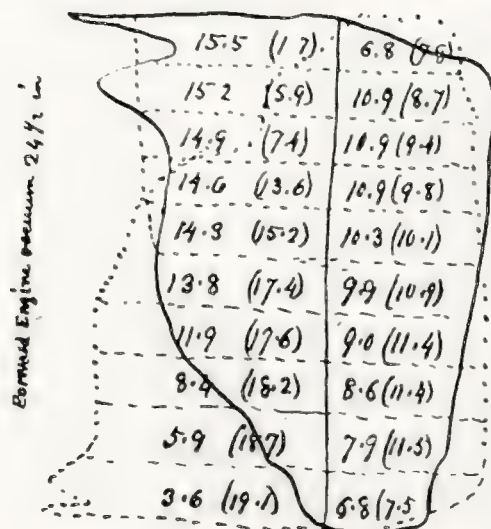 Engine vacuum 24½ in
15.5 (1.7) 6.8
15.2 (5.9) 10.9 (8.7)
14.9 (7.4) 10.9 (9.4)
14.6 (13.6) 10.9 (9.8)
14.3 (15.2) 10.3 (10.1)
13.8 (17.4) 9.9 (10.9)
11.9 (17.6) 9.0 (11.4)
8.4 (18.2) 8.6 (11.4)
5.9 (18.7) 7.9 (11.5)
3.6 (19.1) 6.8 (7.5